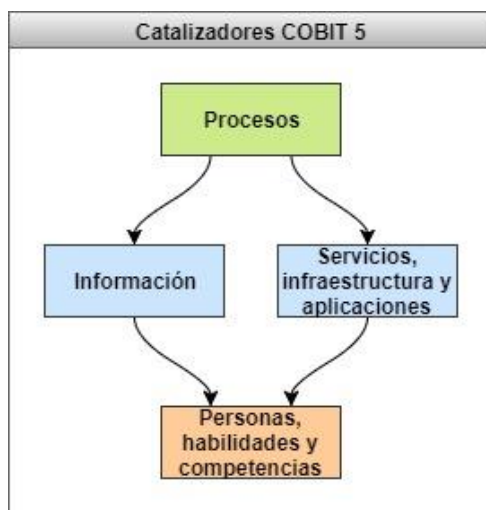 Catalizadores COBIT 5
Procesos
Información
Servicios,
infraestructura y
aplicaciones
Personas,
habilidades y
competencias